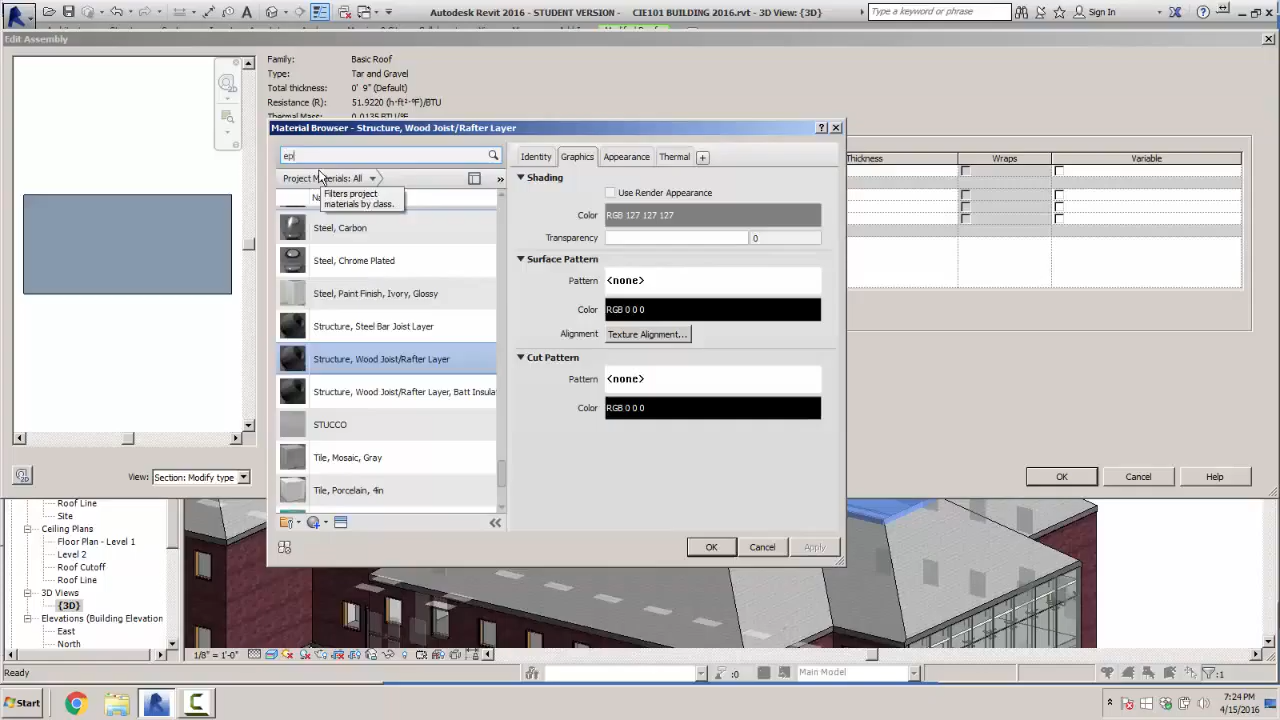 Autodesk Revit 2016 - STUDENT VERSION - CIE101 BUILDING 2016.rvt - 3D View: {3D}
Type a keyword or phrase
Sign In
Edit Assembly
Family: Basic Roof
Type: Tar and Gravel
Total thickness: 0' 9" (Default)
Resistance (R): 51.9220 (h·ft²·°F)/BTU
Thermal Mass: 0.0135 BTU/°F
Material Browser - Structure, Wood Joist/Rafter Layer
ep
Project Materials: All
Filters project
materials by class.
Steel, Carbon
Steel, Chrome Plated
Steel, Paint Finish, Ivory, Glossy
Structure, Steel Bar Joist Layer
Structure, Wood Joist/Rafter Layer
Structure, Wood Joist/Rafter Layer, Batt Insula
STUCCO
Tile, Mosaic, Gray
Tile, Porcelain, 4in
Identity Graphics Appearance Thermal
Shading
Use Render Appearance
Color RGB 127 127 127
Transparency 0
Surface Pattern
Pattern <none>
Color RGB 0 0 0
Alignment Texture Alignment...
Cut Pattern
Pattern <none>
Color RGB 0 0 0
OK Cancel Apply
Thickness Wraps Variable
OK Cancel Help
View: Section: Modify type
Roof Line
Site
Ceiling Plans
Floor Plan - Level 1
Level 2
Roof Cutoff
Roof Line
3D Views
{3D}
Elevations (Building Elevation
East
North
1/8" = 1'-0"
Ready
:0
Main Model
:1
Start
7:24 PM
4/15/2016